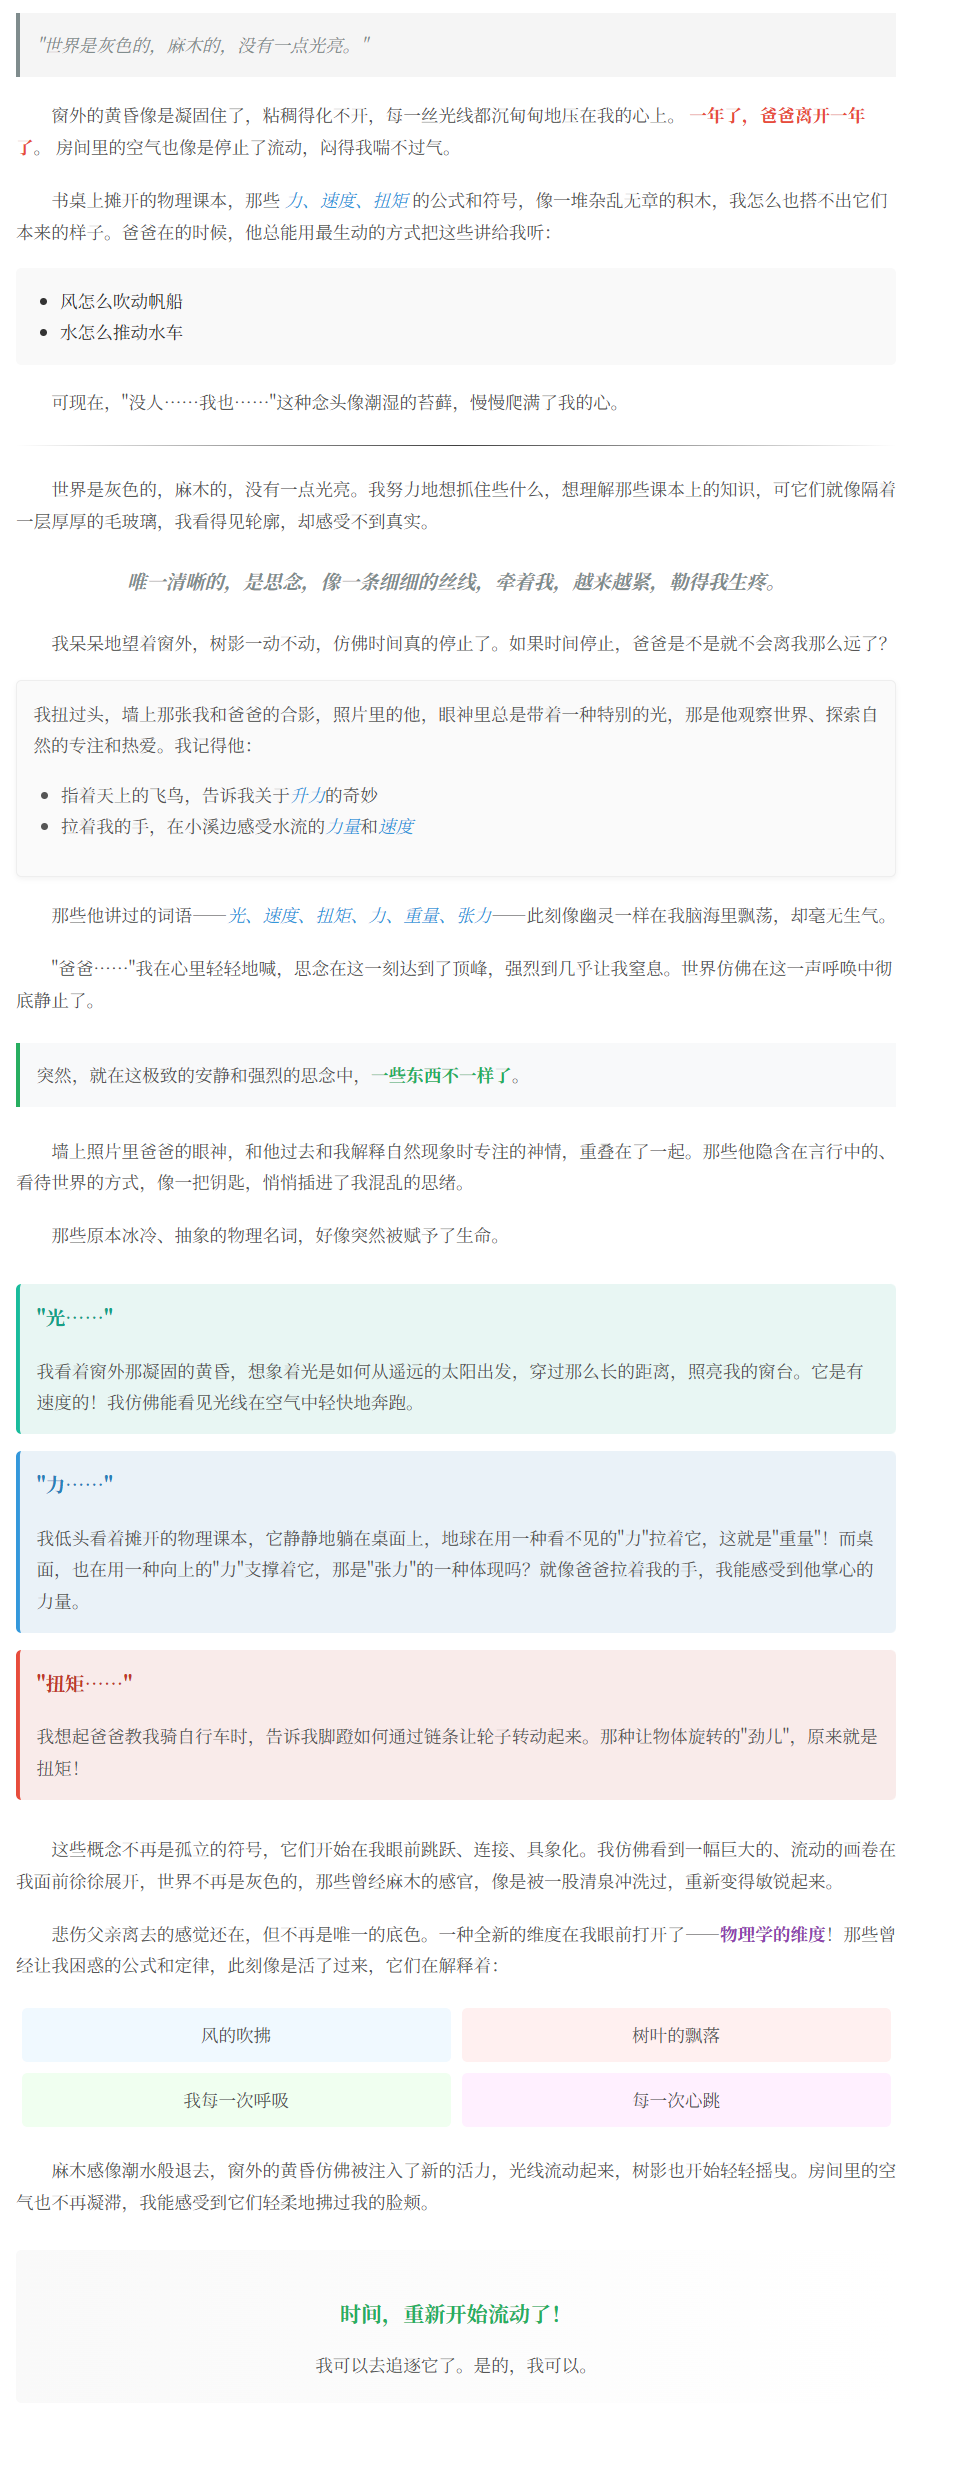 "世界是灰色的，麻木的，没有一点光亮。"
窗外的黄昏像是凝固住了，粘稠得化不开，每一丝光线都沉甸甸地压在我的心上。 一年了，爸爸离开一年
了。 房间里的空气也像是停止了流动，闷得我喘不过气。
书桌上摊开的物理课本，那些 力、速度、扭矩 的公式和符号，像一堆杂乱无章的积木，我怎么也搭不出它们
本来的样子。爸爸在的时候，他总能用最生动的方式把这些讲给我听：
• 风怎么吹动帆船
• 水怎么推动水车
可现在，"没人……我也……"这种念头像潮湿的苔藓，慢慢爬满了我的心。
世界是灰色的，麻木的，没有一点光亮。我努力地想抓住些什么，想理解那些课本上的知识，可它们就像隔着
一层厚厚的毛玻璃，我看得见轮廓，却感受不到真实。
唯一清晰的，是思念，像一条细细的丝线，牵着我，越来越紧，勒得我生疼。
我呆呆地望着窗外，树影一动不动，仿佛时间真的停止了。如果时间停止，爸爸是不是就不会离我那么远了？
我扭过头，墙上那张我和爸爸的合影，照片里的他，眼神里总是带着一种特别的光，那是他观察世界、探索自
然的专注和热爱。我记得他：
• 指着天上的飞鸟，告诉我关于升力的奇妙
• 拉着我的手，在小溪边感受水流的力量和速度
那些他讲过的词语——光、速度、扭矩、力、重量、张力——此刻像幽灵一样在我脑海里飘荡，却毫无生气。
"爸爸……"我在心里轻轻地喊，思念在这一刻达到了顶峰，强烈到几乎让我窒息。世界仿佛在这一声呼唤中彻
底静止了。
突然，就在这极致的安静和强烈的思念中，一些东西不一样了。
墙上照片里爸爸的眼神，和他过去和我解释自然现象时专注的神情，重叠在了一起。那些他隐含在言行中的、
看待世界的方式，像一把钥匙，悄悄插进了我混乱的思绪。
那些原本冰冷、抽象的物理名词，好像突然被赋予了生命。
"光……"
我看着窗外那凝固的黄昏，想象着光是如何从遥远的太阳出发，穿过那么长的距离，照亮我的窗台。它是有
速度的！我仿佛能看见光线在空气中轻快地奔跑。
"力……"
我低头看着摊开的物理课本，它静静地躺在桌面上，地球在用一种看不见的"力"拉着它，这就是"重量"！而桌
面，也在用一种向上的"力"支撑着它，那是"张力"的一种体现吗？就像爸爸拉着我的手，我能感受到他掌心的
力量。
"扭矩……"
我想起爸爸教我骑自行车时，告诉我脚蹬如何通过链条让轮子转动起来。那种让物体旋转的"劲儿"，原来就是
扭矩！
这些概念不再是孤立的符号，它们开始在我眼前跳跃、连接、具象化。我仿佛看到一幅巨大的、流动的画卷在
我面前徐徐展开，世界不再是灰色的，那些曾经麻木的感官，像是被一股清泉冲洗过，重新变得敏锐起来。
悲伤父亲离去的感觉还在，但不再是唯一的底色。一种全新的维度在我眼前打开了——物理学的维度！那些曾
经让我困惑的公式和定律，此刻像是活了过来，它们在解释着：
风的吹拂
树叶的飘落
我每一次呼吸
每一次心跳
麻木感像潮水般退去，窗外的黄昏仿佛被注入了新的活力，光线流动起来，树影也开始轻轻摇曳。房间里的空
气也不再凝滞，我能感受到它们轻柔地拂过我的脸颊。
时间，重新开始流动了！
我可以去追逐它了。是的，我可以。